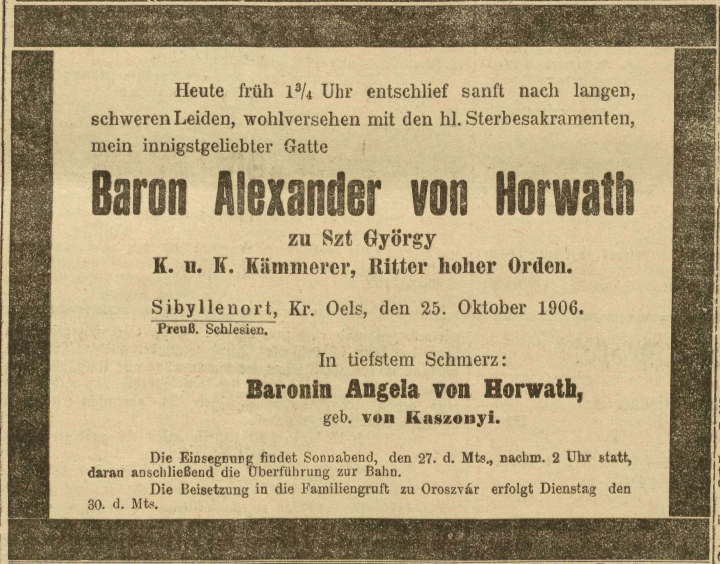 Heute früh 1¾ Uhr entschlief sanft nach langen,
schweren Leiden, wohlversehen mit den hl. Sterbesakramenten,
mein innigstgeliebter Gatte
Baron Alexander von Horwath
zu Szt György
K. u. K. Kämmerer, Ritter hoher Orden.
Sibyllenort, Kr. Oels, den 25. Oktober 1906.
Preuß. Schlesien.
In tiefstem Schmerz:
Baronin Angela von Horwath,
geb. von Kaszonyi.
Die Einsegnung findet Sonnabend, den 27. d. Mts., nachm. 2 Uhr statt,
daran anschließend die Überführung zur Bahn.
Die Beisetzung in die Familiengruft zu Oroszvár erfolgt Dienstag den
30. d. Mts.